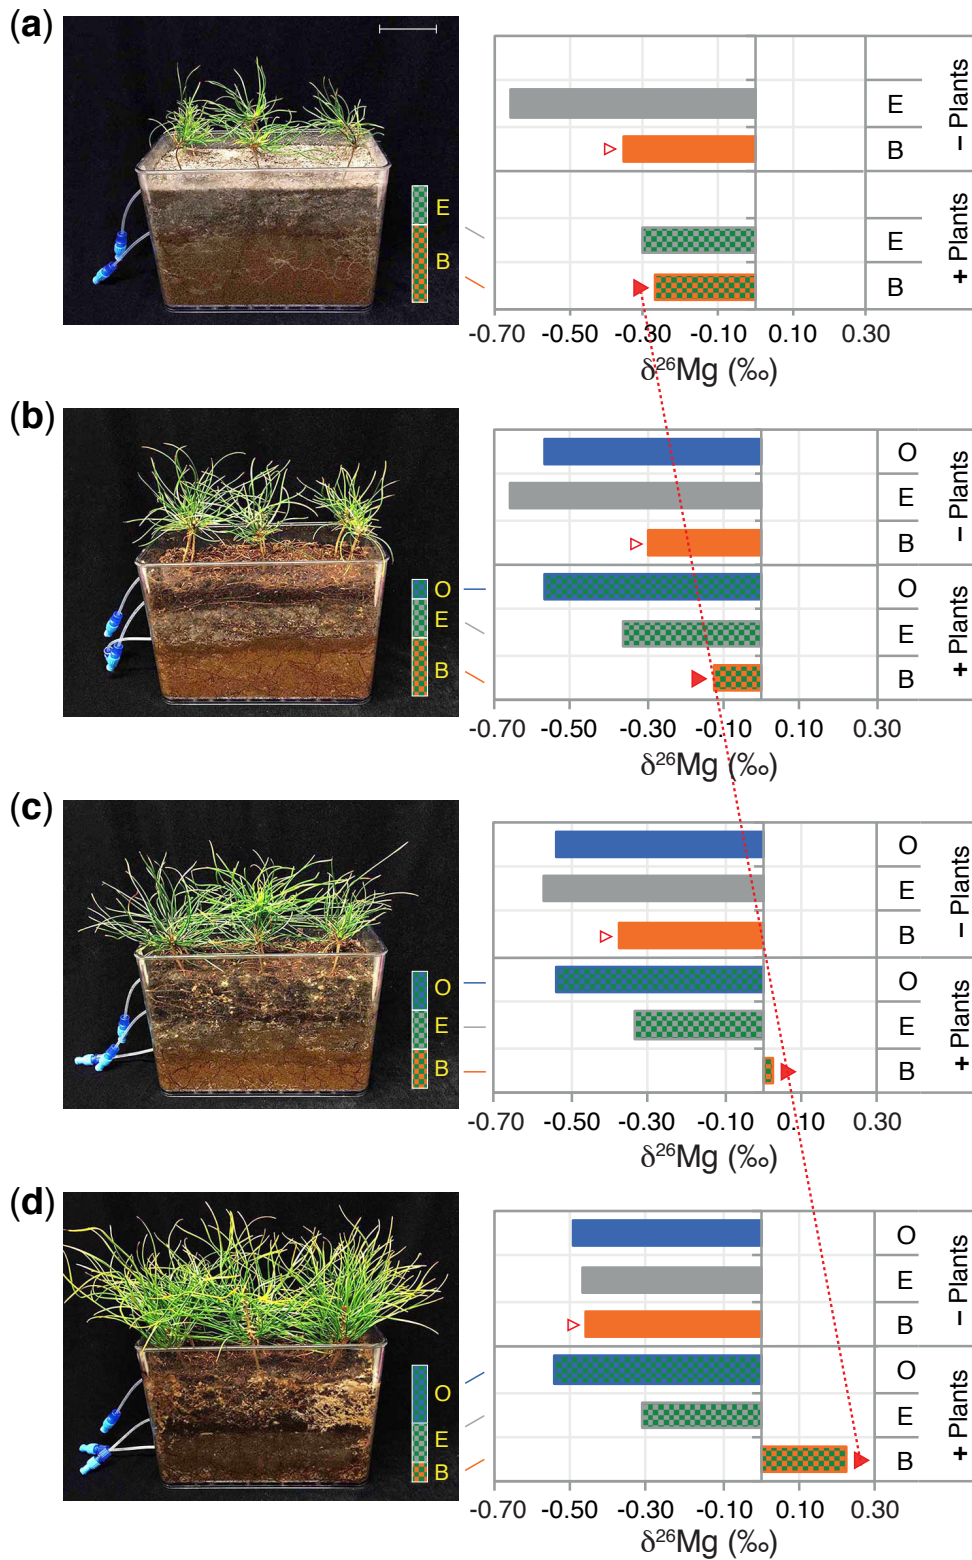 (a)
E
B
E
B
E
B
– Plants
+ Plants
-0.70 -0.50 -0.30 -0.10 0.10 0.30
δ26Mg (‰)
(b)
O
E
B
O
E
B
O
E
B
– Plants
+ Plants
-0.70 -0.50 -0.30 -0.10 0.10 0.30
δ26Mg (‰)
(c)
O
E
B
O
E
B
O
E
B
– Plants
+ Plants
-0.70 -0.50 -0.30 -0.10 0.10 0.30
δ26Mg (‰)
(d)
O
E
B
O
E
B
O
E
B
– Plants
+ Plants
-0.70 -0.50 -0.30 -0.10 0.10 0.30
δ26Mg (‰)